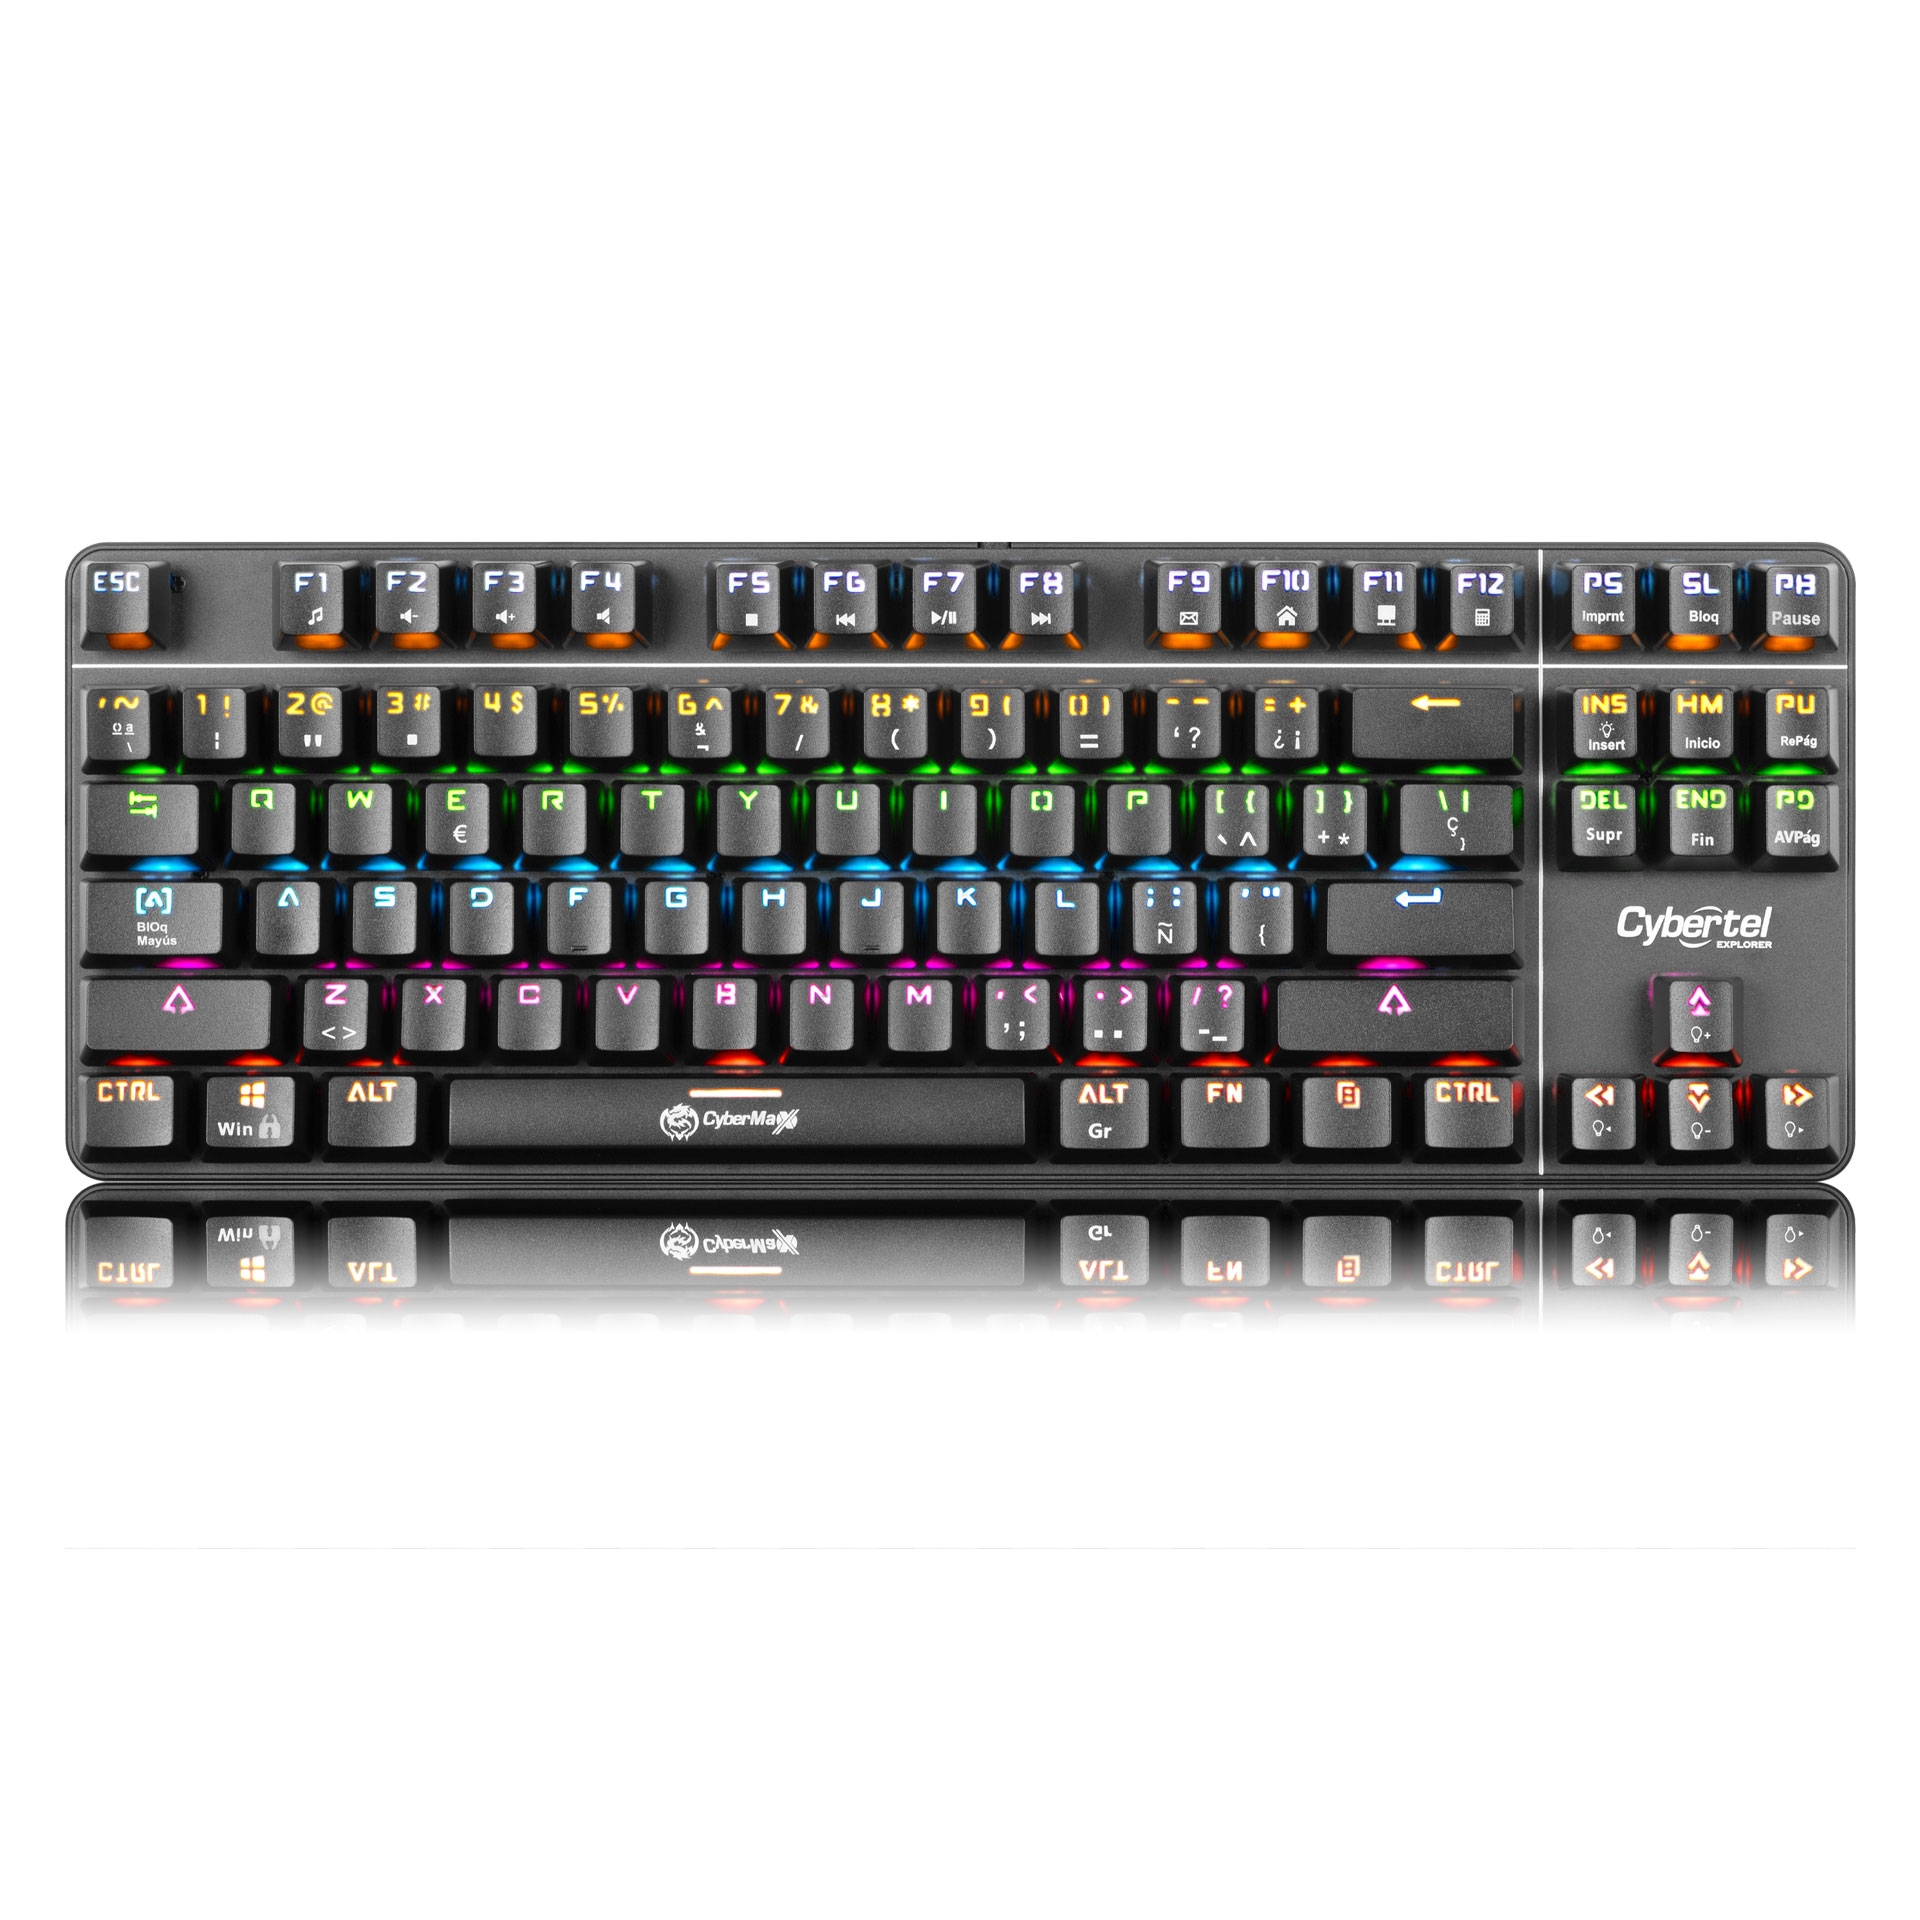 ESC F1 F2 F3 F4 F5 F6 F7 F8 F9 F10 F11 F12 PS SL PB
Imprnt Bloq Pause
'~ 1! 2@ 3# 4$ 5% 6^ 7& 8* 9( 0) -- =+ INS HM PU
ºª \ ¦ " · & ¬ / ( ) = '? ¿¡ Insert Inicio RePág
Q W E R T Y U I O P [{ ]} \| DEL END PD
€ `^ +* Ç } Supr Fin AVPág
[A] A S D F G H J K L ;: '"
BlOq
Mayús
Ñ {
Cybertel
EXPLORER
Z X C V B N M ,< .> /?
<> ,; .. -_
CTRL ALT ALT FN CTRL
Win CyberMaX Gr